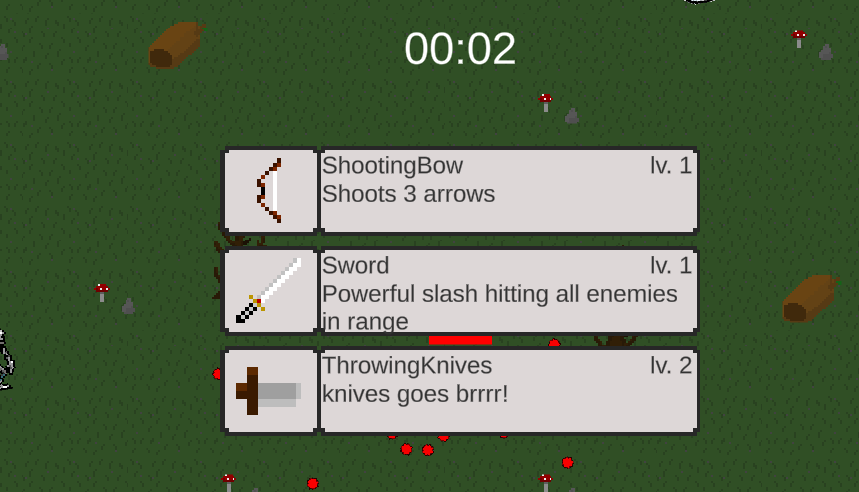 00:02
ShootingBow lv. 1
Shoots 3 arrows
Sword lv. 1
Powerful slash hitting all enemies
in range
ThrowingKnives lv. 2
knives goes brrrr!